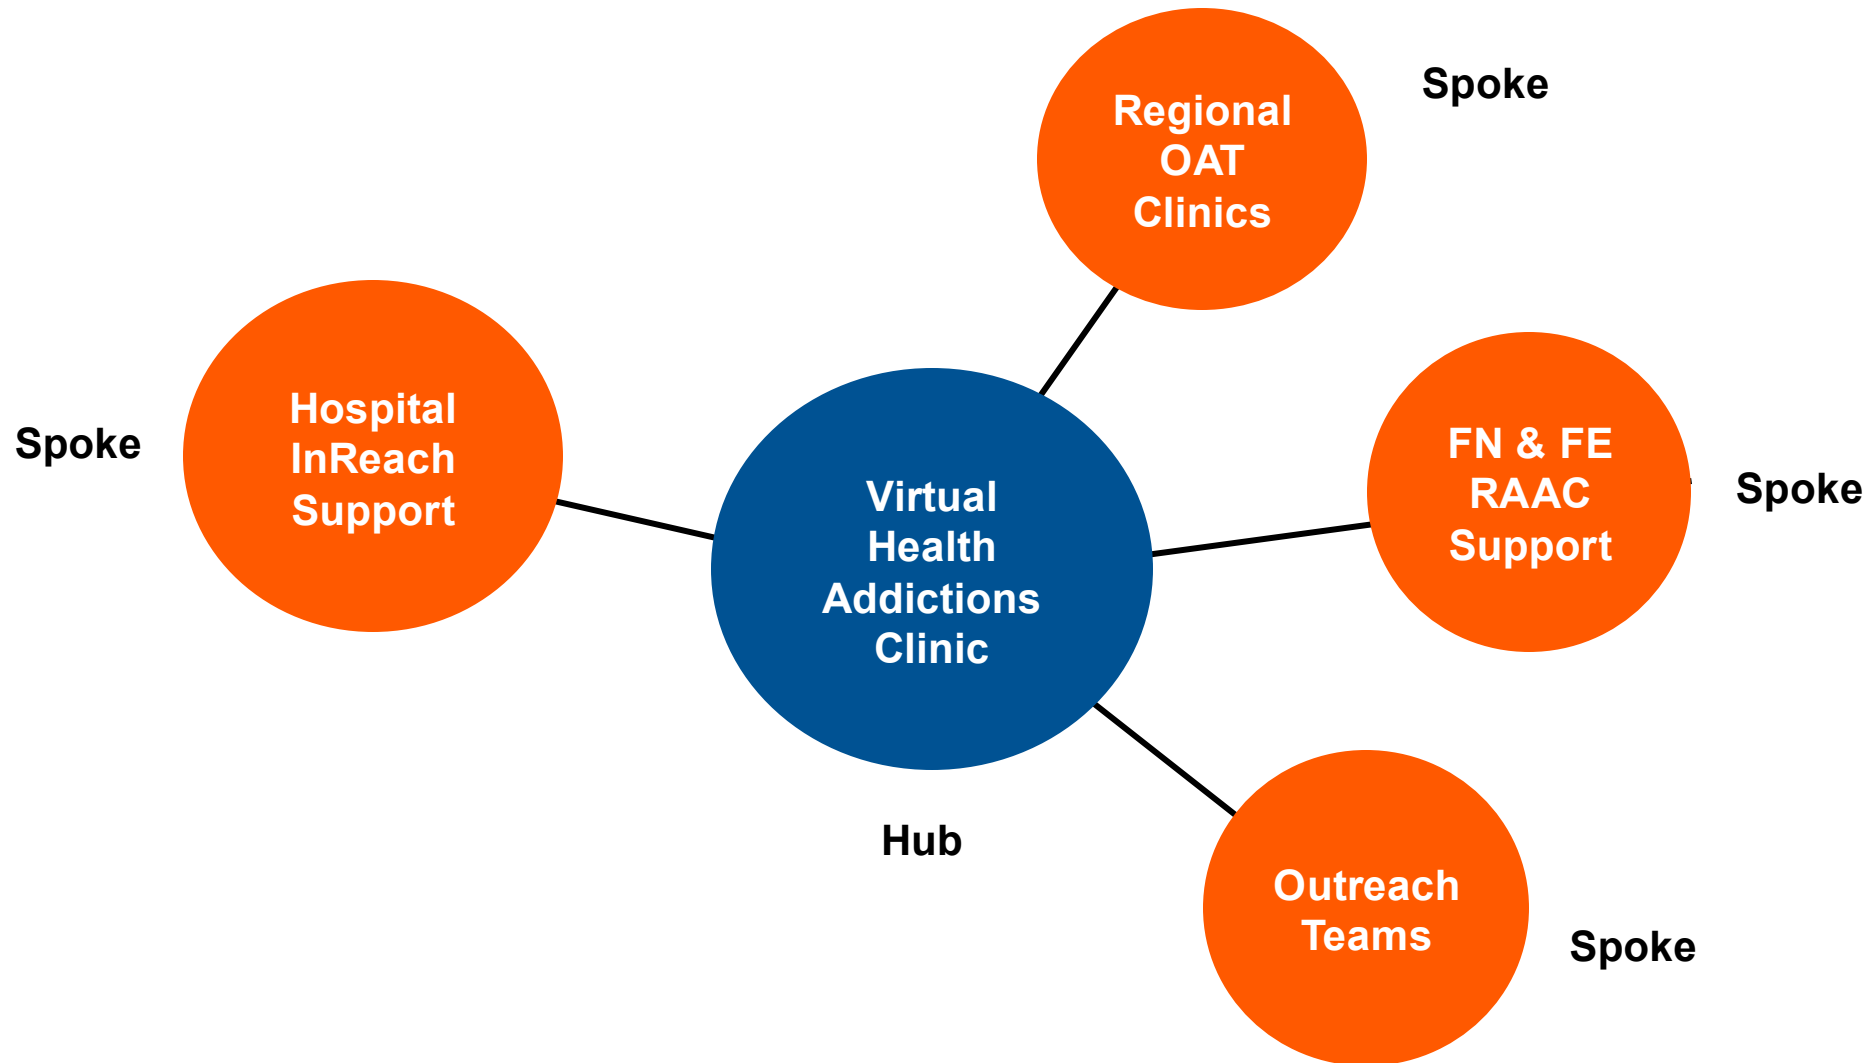 Spoke
Regional
OAT
Clinics
Spoke
Hospital
InReach
Support
Virtual
Health
Addictions
Clinic
Hub
FN & FE
RAAC
Support
Spoke
Outreach
Teams
Spoke